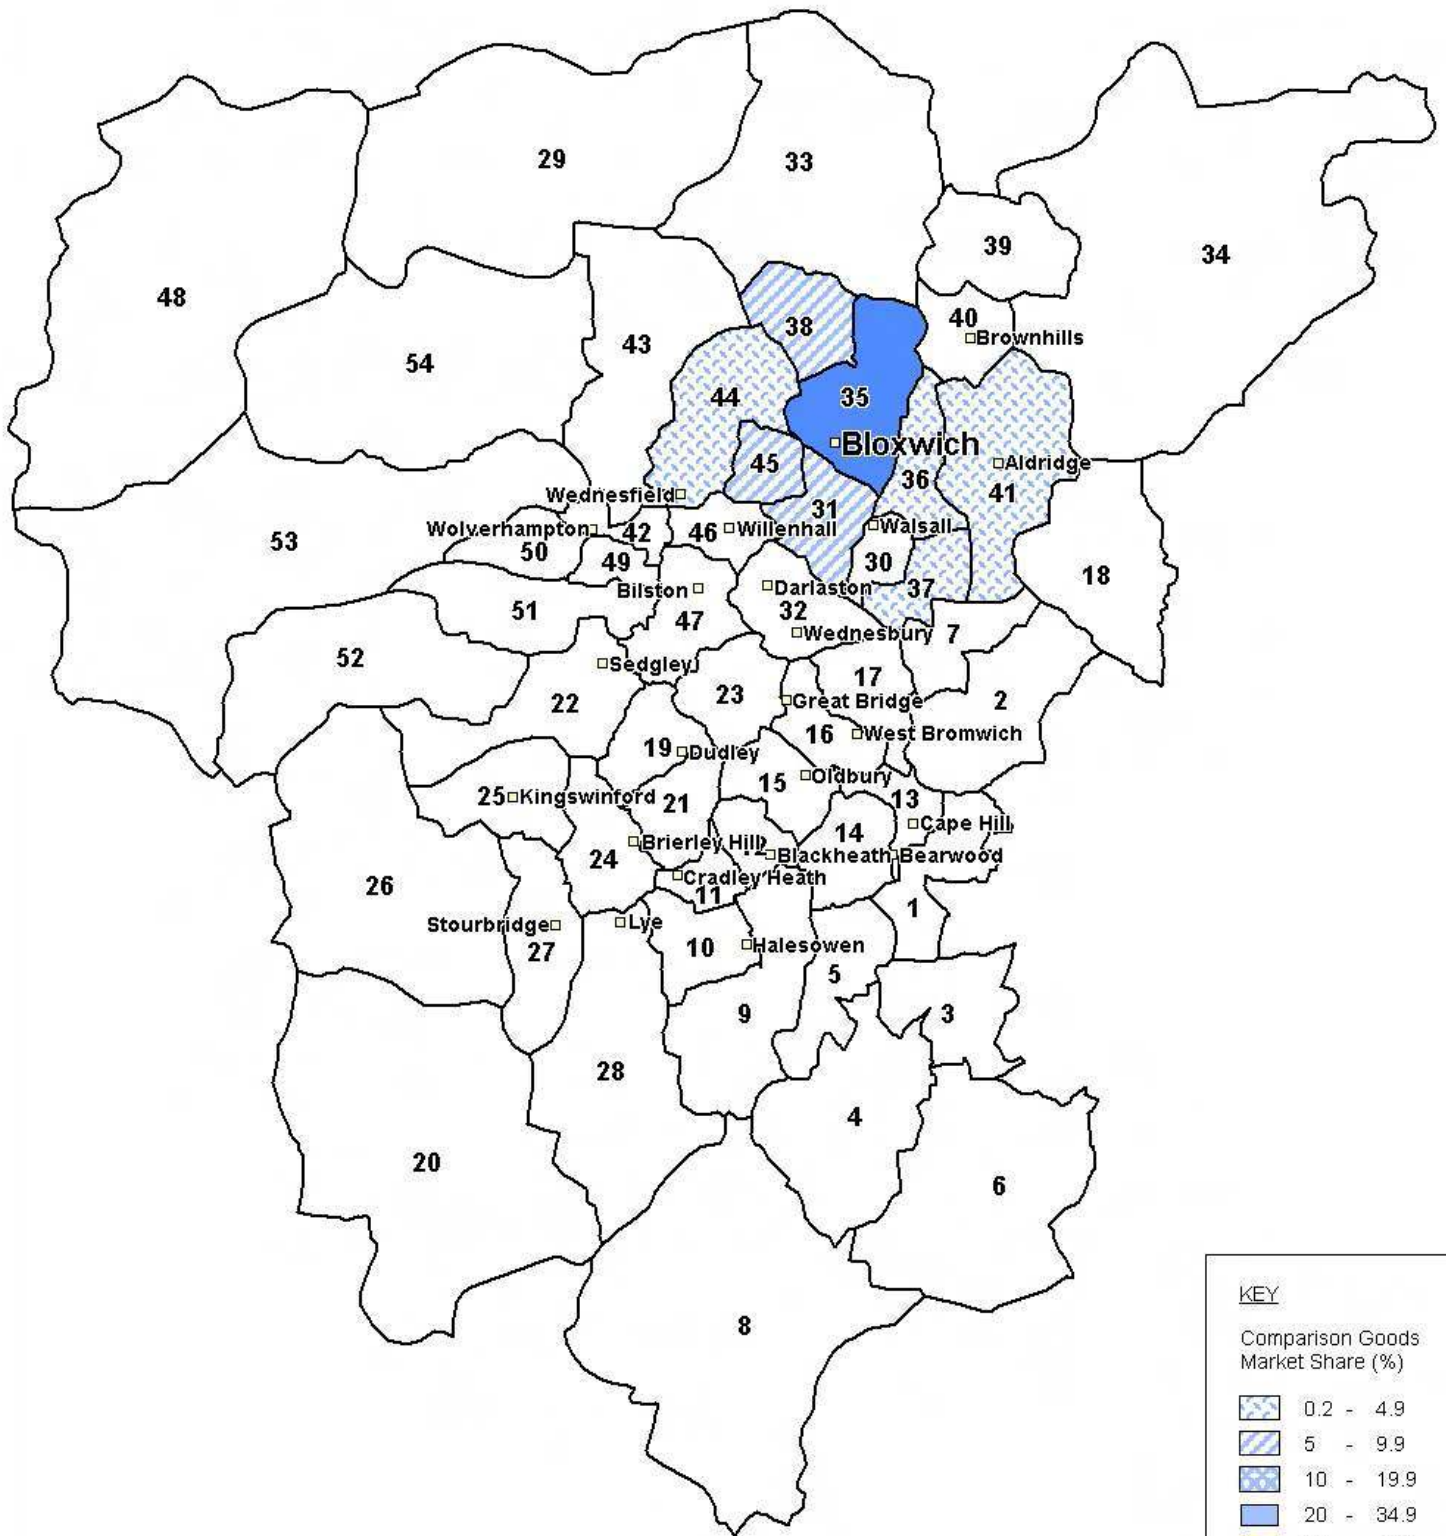 29
33
39
34
48
38
40
Brownhills
43
54
44
35
Bloxwich
45
Aldridge
36
41
Wednesfield
31
Wolverhampton
42
46
Willenhall
Walsall
53
50
49
30
18
Bilston
Darlaston
37
51
47
32
Wednesbury
7
52
Sedgley
17
22
23
Great Bridge
2
16
West Bromwich
19
Dudley
15
Oldbury
25
Kingswinford
21
13
Cape Hill
14
24
Brierley Hill
12
Blackheath
Bearwood
26
Cradley Heath
11
1
Stourbridge
Lye
27
10
Halesowen
5
9
3
28
4
20
6
8
KEY
Comparison Goods
Market Share (%)
0.2 - 4.9
5 - 9.9
10 - 19.9
20 - 34.9